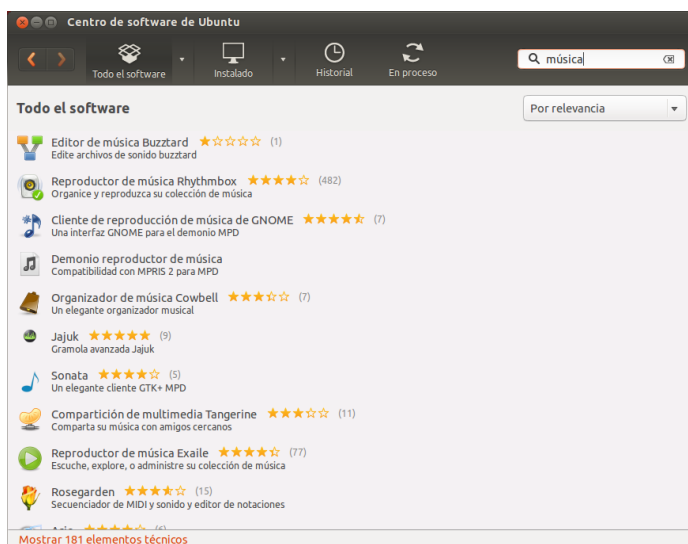 Centro de software de Ubuntu
Todo el software
Instalado
Historial
En proceso
música
Todo el software
Por relevancia
Editor de música Buzztard (1)
Edite archivos de sonido buzztard
Reproductor de música Rhythmbox (482)
Organice y reproduzca su colección de música
Cliente de reproducción de música de GNOME (7)
Una interfaz GNOME para el demonio MPD
Demonio reproductor de música
Compatibilidad con MPRIS 2 para MPD
Organizador de música Cowbell (7)
Un elegante organizador musical
Jajuk (9)
Gramola avanzada Jajuk
Sonata (5)
Un elegante cliente GTK+ MPD
Compartición de multimedia Tangerine (11)
Comparta su música con amigos cercanos
Reproductor de música Exaile (77)
Escuche, explore, o administre su colección de música
Rosegarden (15)
Secuenciador de MIDI y sonido y editor de notaciones
Mostrar 181 elementos técnicos